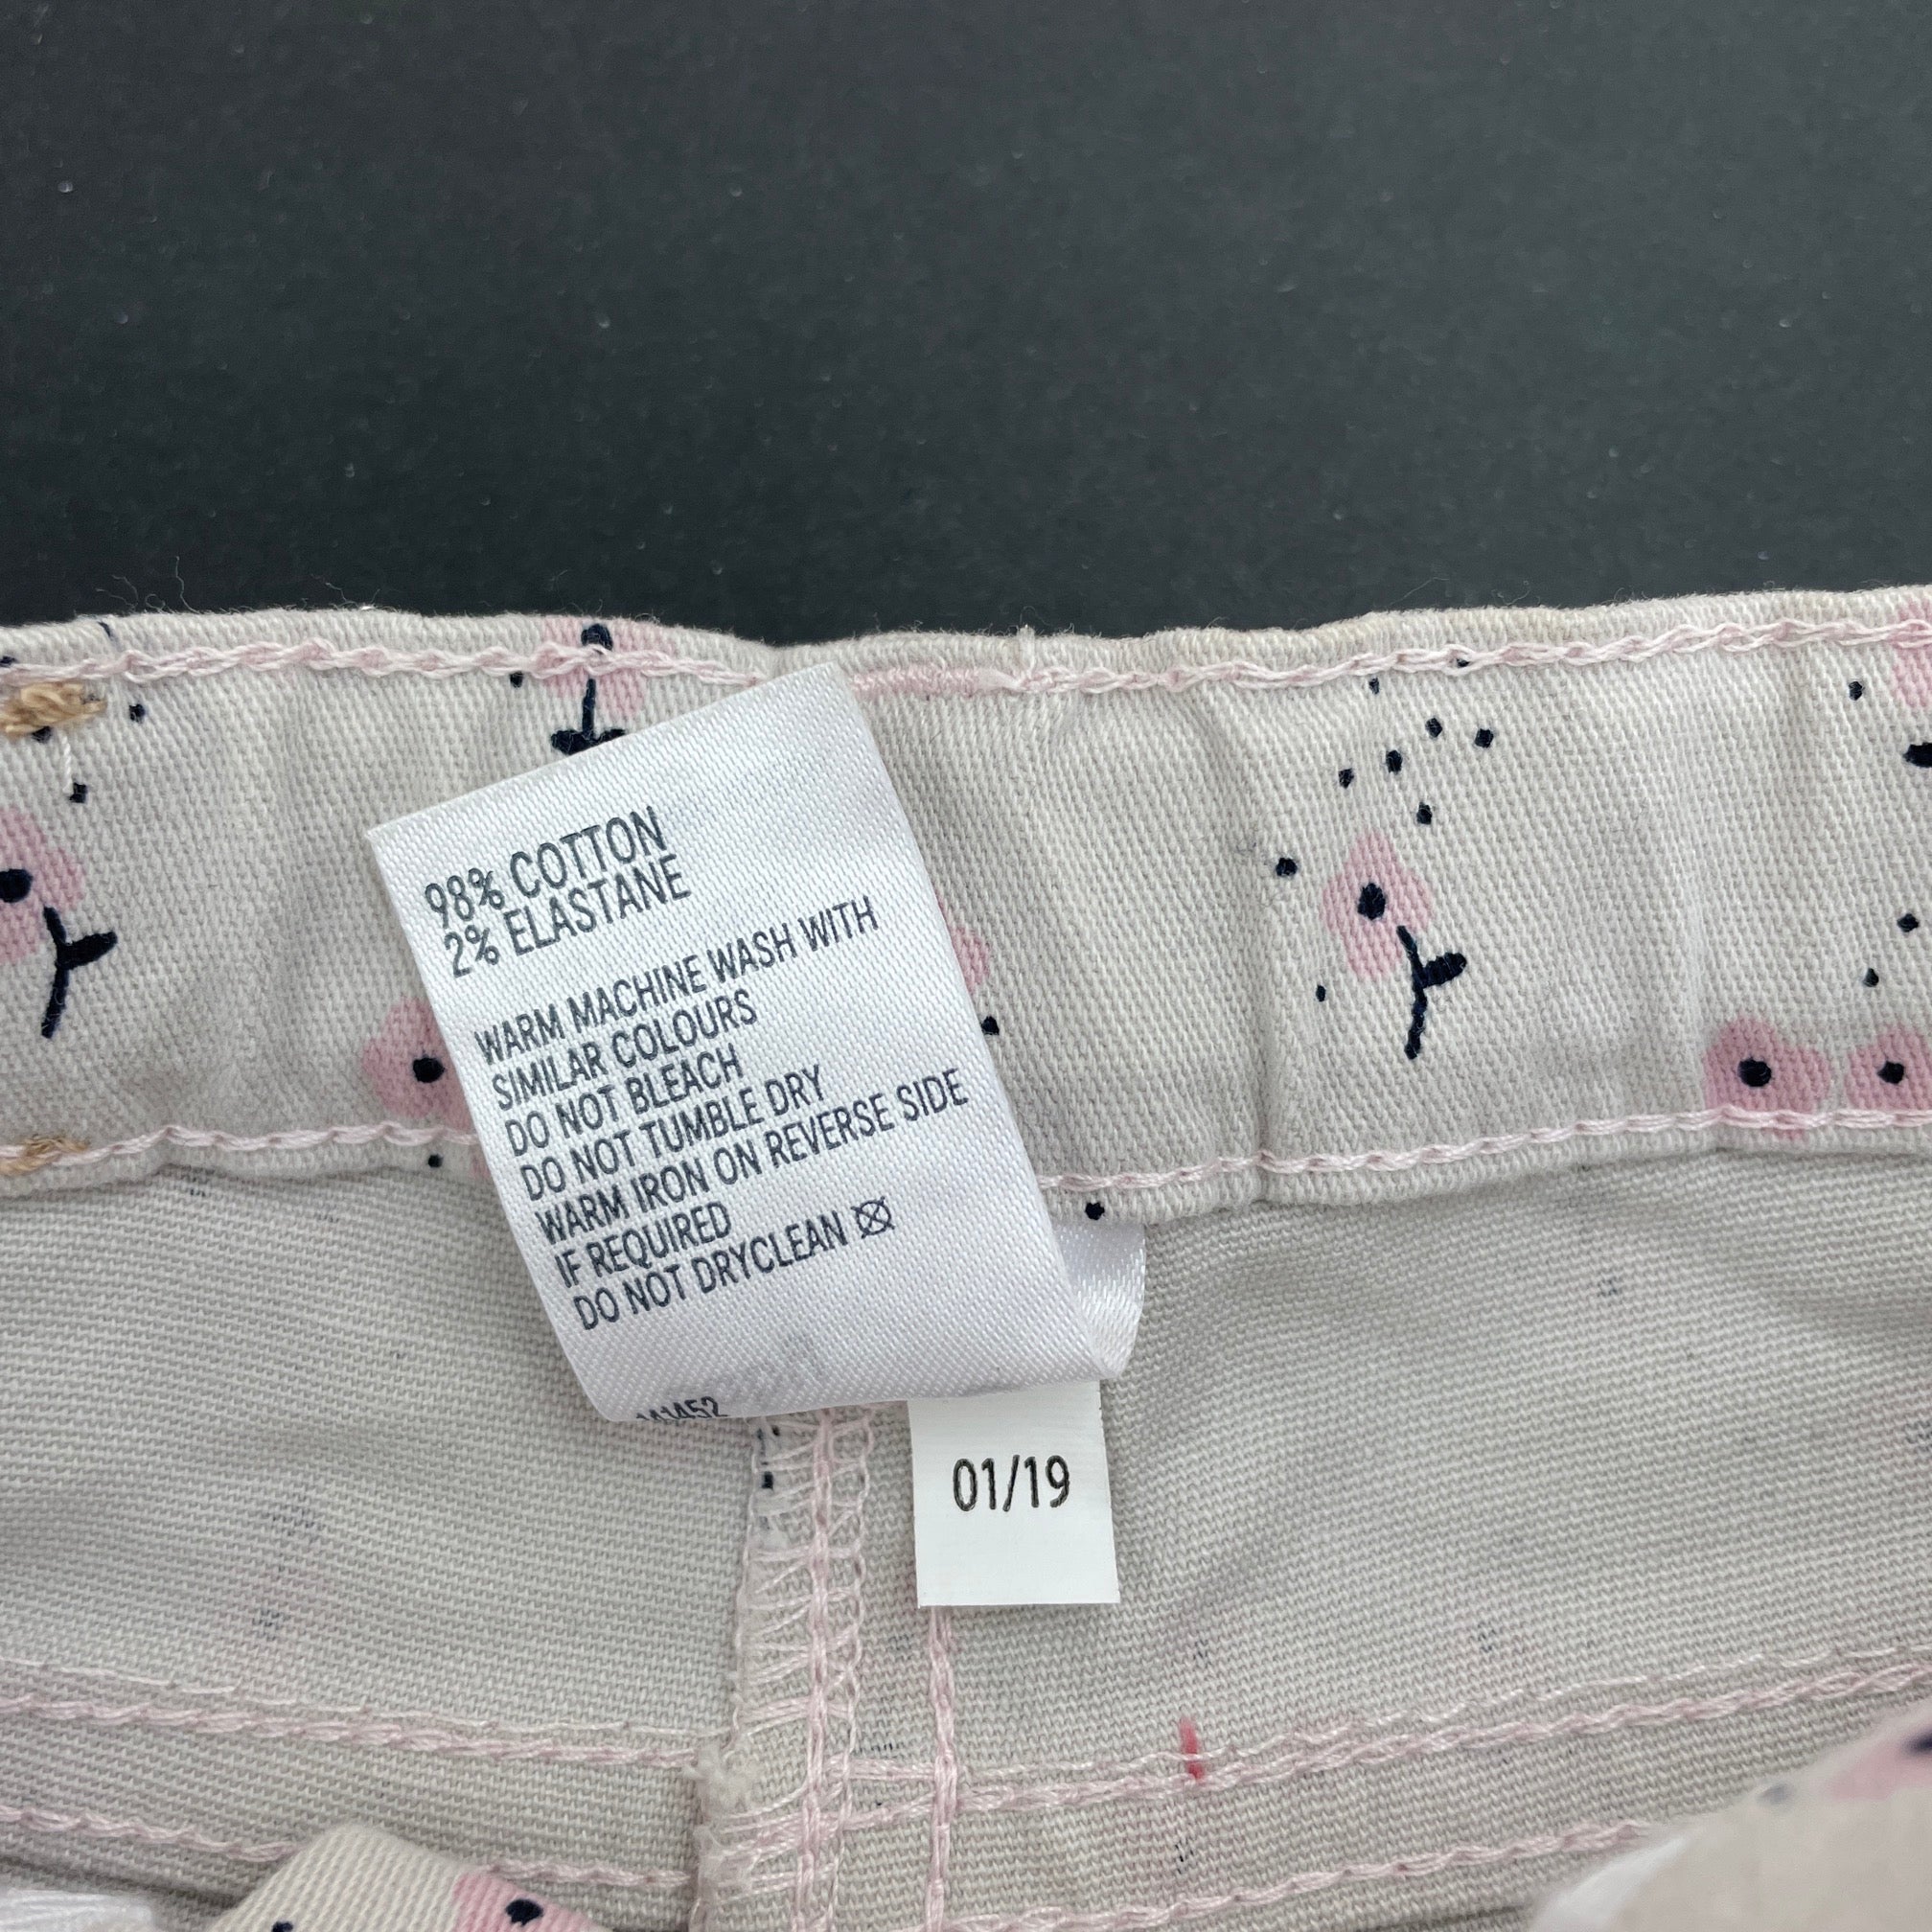 98% COTTON
2% ELASTANE
WARM MACHINE WASH WITH
SIMILAR COLOURS
DO NOT BLEACH
DO NOT TUMBLE DRY
WARM IRON ON REVERSE SIDE
IF REQUIRED
DO NOT DRYCLEAN
01/19